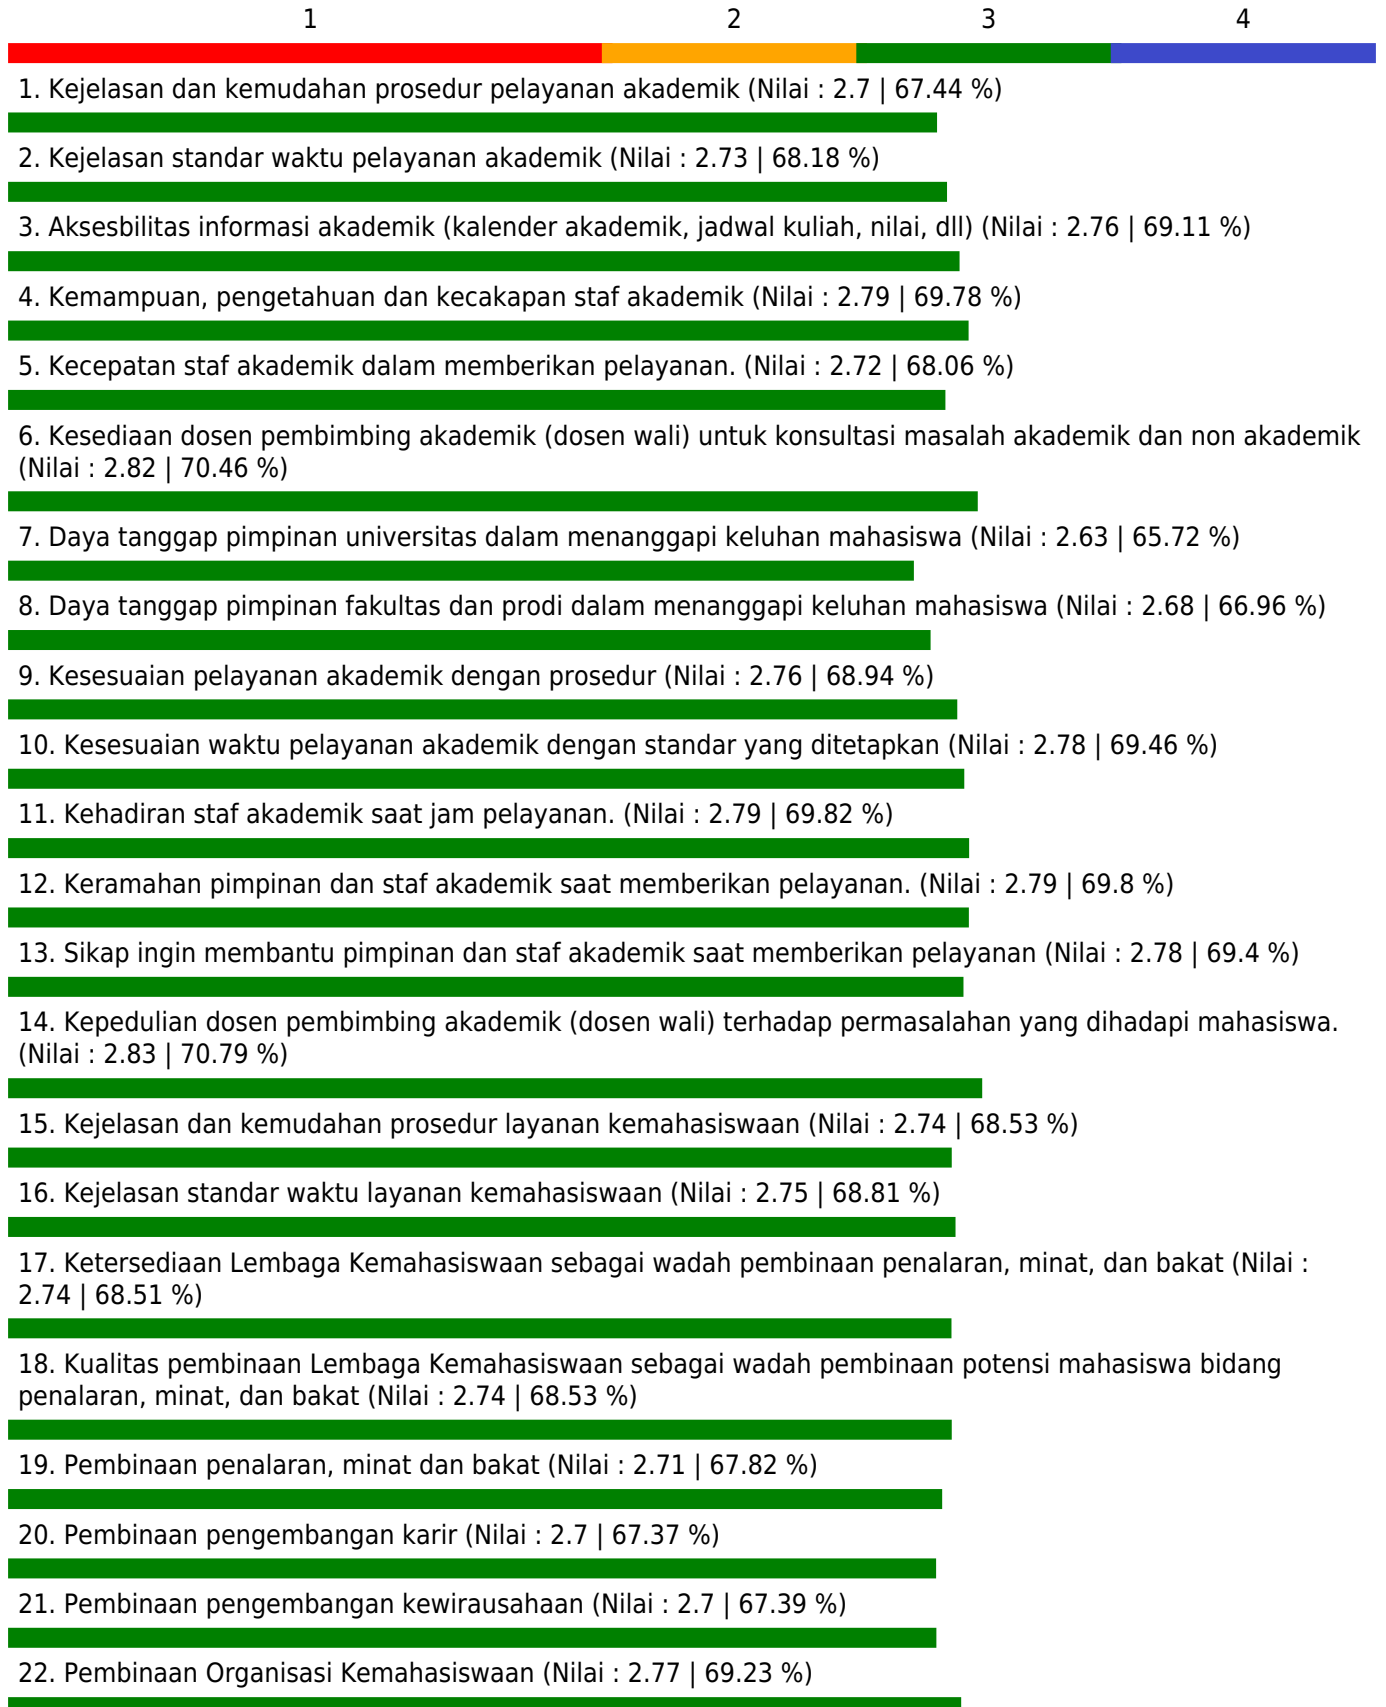 1 2 3 4
1. Kejelasan dan kemudahan prosedur pelayanan akademik (Nilai : 2.7 | 67.44 %)
2. Kejelasan standar waktu pelayanan akademik (Nilai : 2.73 | 68.18 %)
3. Aksesbilitas informasi akademik (kalender akademik, jadwal kuliah, nilai, dll) (Nilai : 2.76 | 69.11 %)
4. Kemampuan, pengetahuan dan kecakapan staf akademik (Nilai : 2.79 | 69.78 %)
5. Kecepatan staf akademik dalam memberikan pelayanan. (Nilai : 2.72 | 68.06 %)
6. Kesediaan dosen pembimbing akademik (dosen wali) untuk konsultasi masalah akademik dan non akademik
(Nilai : 2.82 | 70.46 %)
7. Daya tanggap pimpinan universitas dalam menanggapi keluhan mahasiswa (Nilai : 2.63 | 65.72 %)
8. Daya tanggap pimpinan fakultas dan prodi dalam menanggapi keluhan mahasiswa (Nilai : 2.68 | 66.96 %)
9. Kesesuaian pelayanan akademik dengan prosedur (Nilai : 2.76 | 68.94 %)
10. Kesesuaian waktu pelayanan akademik dengan standar yang ditetapkan (Nilai : 2.78 | 69.46 %)
11. Kehadiran staf akademik saat jam pelayanan. (Nilai : 2.79 | 69.82 %)
12. Keramahan pimpinan dan staf akademik saat memberikan pelayanan. (Nilai : 2.79 | 69.8 %)
13. Sikap ingin membantu pimpinan dan staf akademik saat memberikan pelayanan (Nilai : 2.78 | 69.4 %)
14. Kepedulian dosen pembimbing akademik (dosen wali) terhadap permasalahan yang dihadapi mahasiswa.
(Nilai : 2.83 | 70.79 %)
15. Kejelasan dan kemudahan prosedur layanan kemahasiswaan (Nilai : 2.74 | 68.53 %)
16. Kejelasan standar waktu layanan kemahasiswaan (Nilai : 2.75 | 68.81 %)
17. Ketersediaan Lembaga Kemahasiswaan sebagai wadah pembinaan penalaran, minat, dan bakat (Nilai :
2.74 | 68.51 %)
18. Kualitas pembinaan Lembaga Kemahasiswaan sebagai wadah pembinaan potensi mahasiswa bidang
penalaran, minat, dan bakat (Nilai : 2.74 | 68.53 %)
19. Pembinaan penalaran, minat dan bakat (Nilai : 2.71 | 67.82 %)
20. Pembinaan pengembangan karir (Nilai : 2.7 | 67.37 %)
21. Pembinaan pengembangan kewirausahaan (Nilai : 2.7 | 67.39 %)
22. Pembinaan Organisasi Kemahasiswaan (Nilai : 2.77 | 69.23 %)